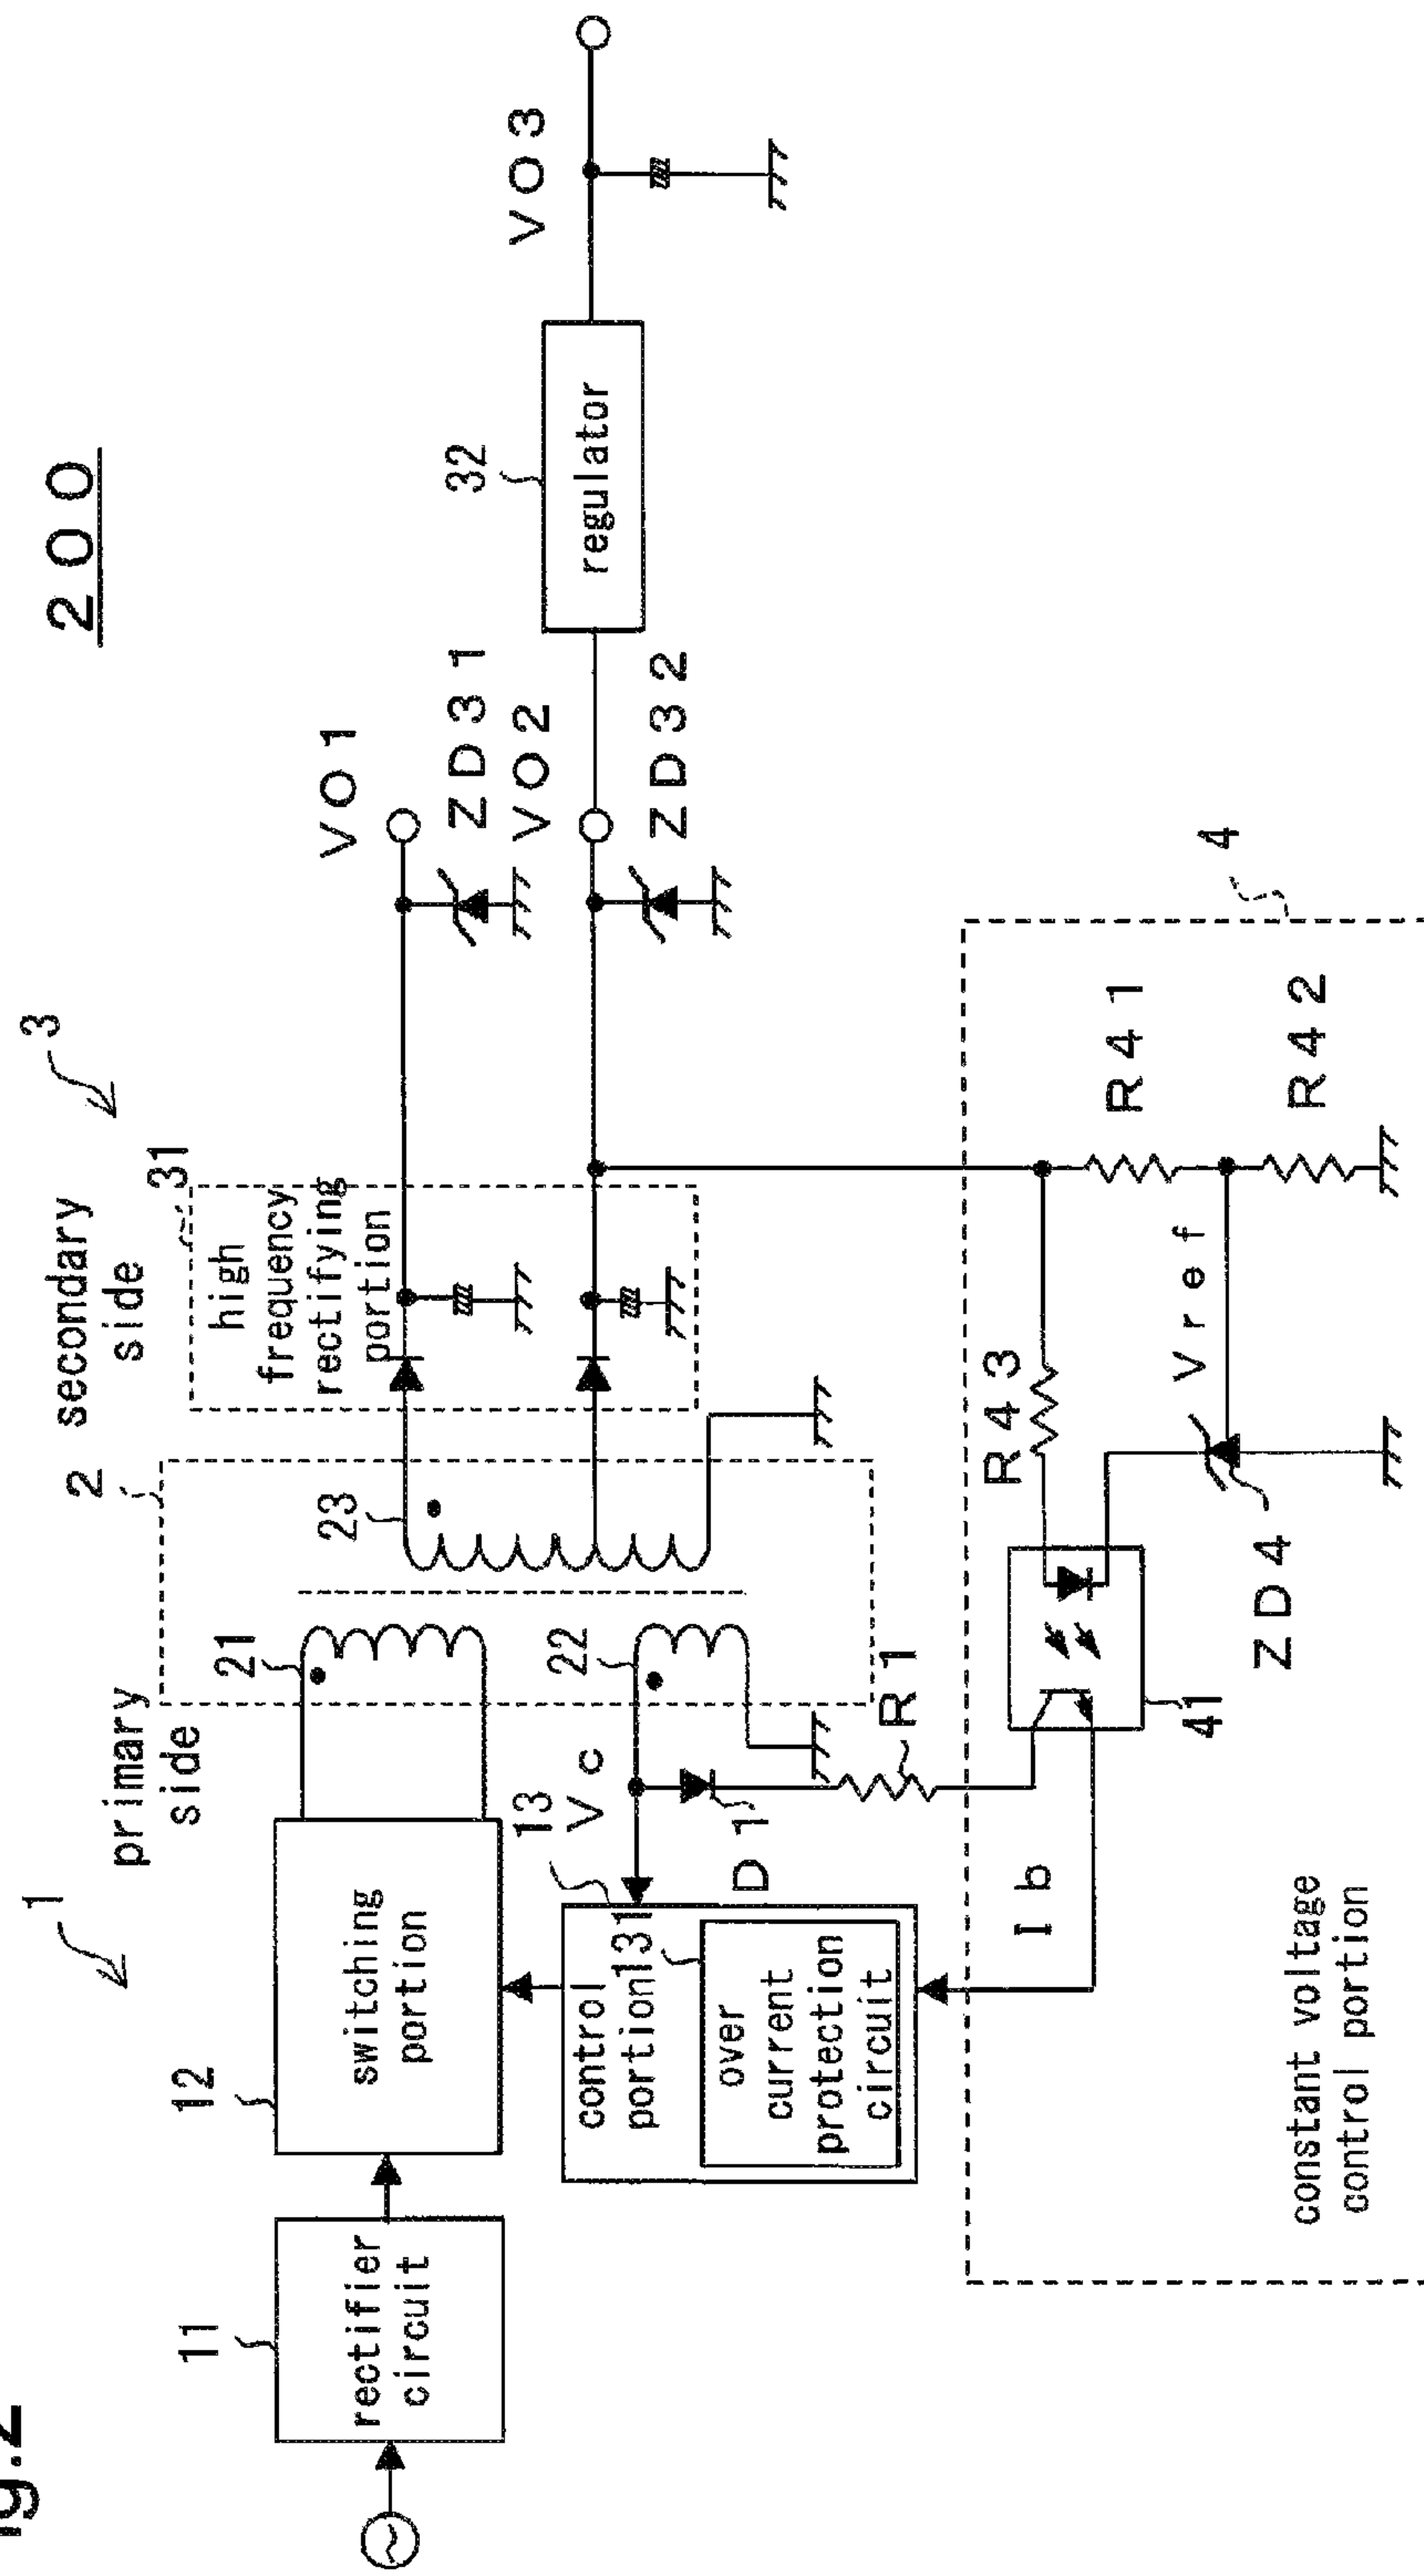 ig.2
200
1
primary
side
2
secondary
side
3
11
rectifier
circuit
12
switching
portion
21
23
31
high
frequency
rectifying
portion
VO1
ZD31
VO2
ZD32
32
regulator
VO3
13
Vc
22
control
portion
131
over
current
protection
circuit
D1
R1
4
Ib
41
R43
R41
Vref
R42
ZD4
constant voltage
control portion